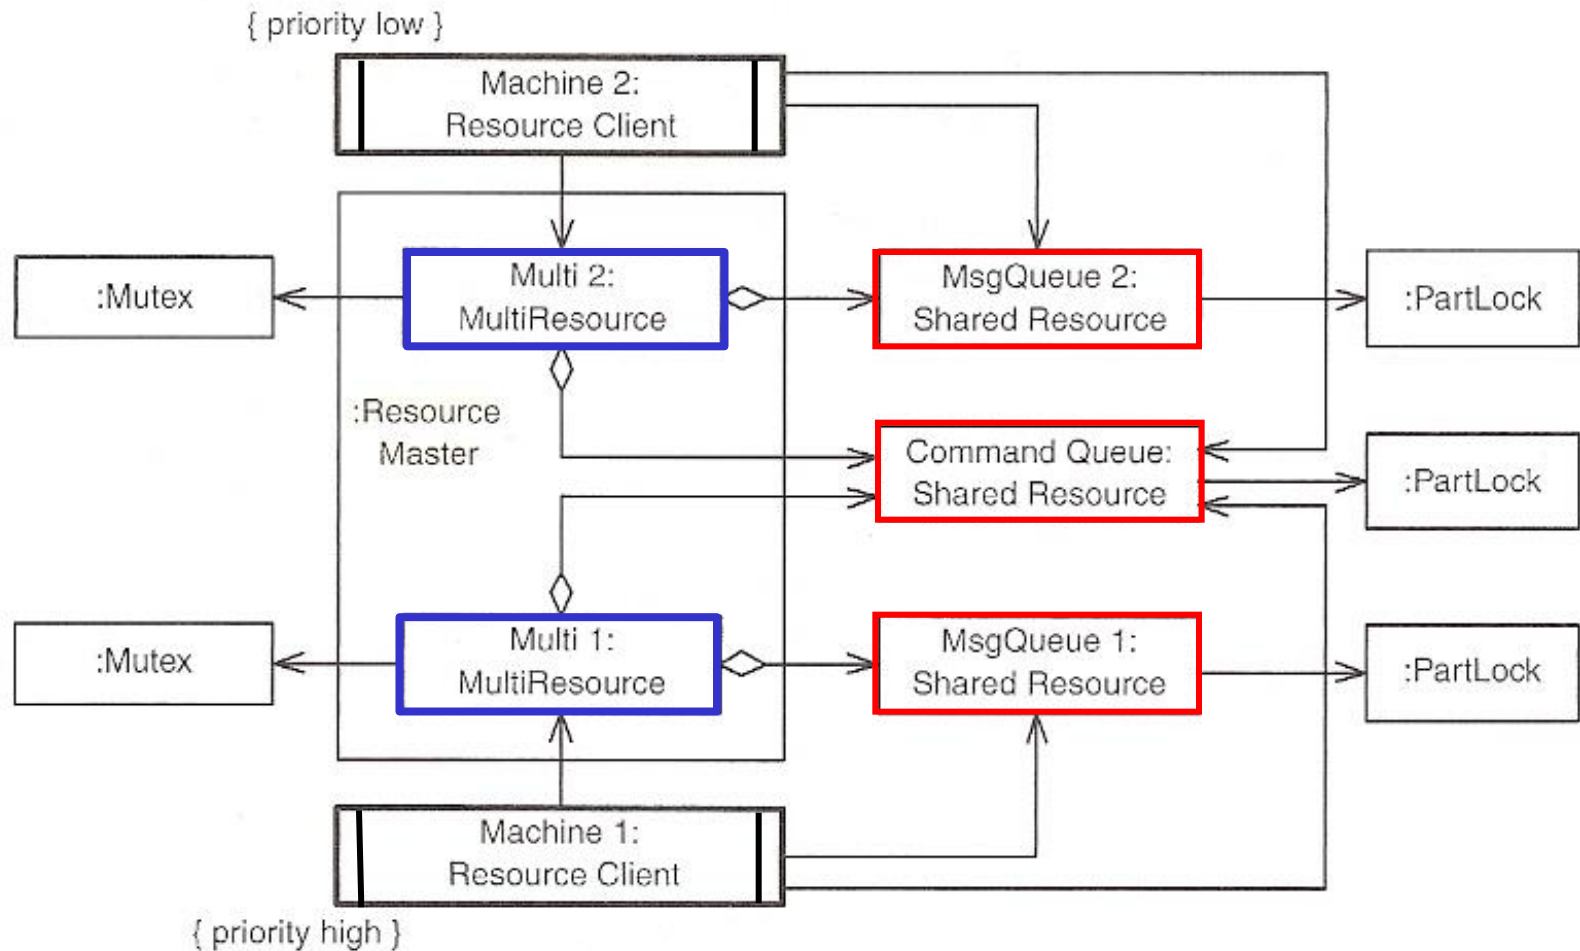 { priority low }
Machine 2:
Resource Client
:Mutex
Multi 2:
MultiResource
MsgQueue 2:
Shared Resource
:PartLock
:Resource
Master
Command Queue:
Shared Resource
:PartLock
:Mutex
Multi 1:
MultiResource
MsgQueue 1:
Shared Resource
:PartLock
Machine 1:
Resource Client
{ priority high }